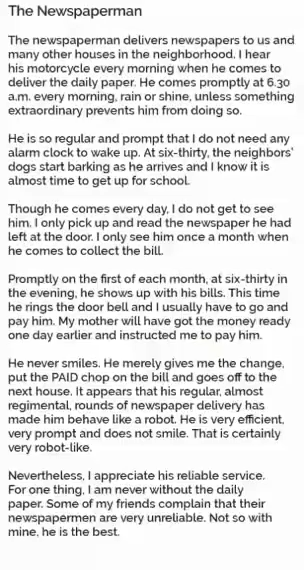 The Newspaperman
The newspaperman delivers newspapers to us and
many other houses in the neighborhood. I hear
his motorcycle every morning when he comes to
deliver the daily paper. He comes promptly at 6.30
a.m. every morning, rain or shine, unless something
extraordinary prevents him from doing so.
He is so regular and prompt that I do not need any
alarm clock to wake up. At six-thirty, the neighbors'
dogs start barking as he arrives and I know it is
almost time to get up for school.
Though he comes every day, I do not get to see
him. I only pick up and read the newspaper he had
left at the door. I only see him once a month when
he comes to collect the bill.
Promptly on the first of each month, at six-thirty in
the evening, he shows up with his bills. This time
he rings the door bell and I usually have to go and
pay him. My mother will have got the money ready
one day earlier and instructed me to pay him.
He never smiles. He merely gives me the change,
put the PAID chop on the bill and goes off to the
next house. It appears that his regular, almost
regimental, rounds of newspaper delivery has
made him behave like a robot. He is very efficient,
very prompt and does not smile. That is certainly
very robot-like.
Nevertheless, I appreciate his reliable service.
For one thing, I am never without the daily
paper. Some of my friends complain that their
newspapermen are very unreliable. Not so with
mine, he is the best.